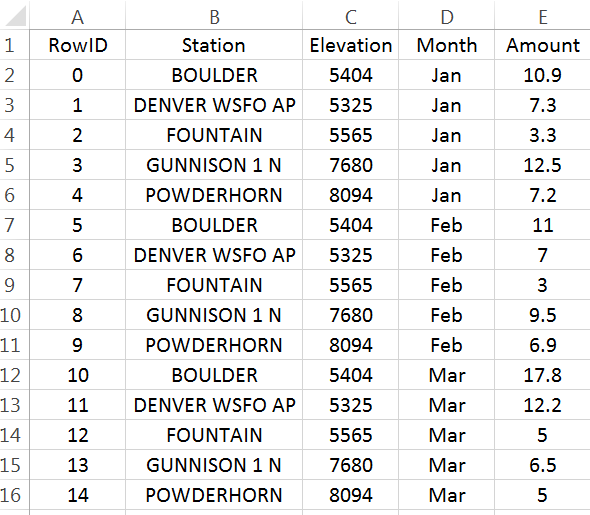 A B C D E
1 RowID Station Elevation Month Amount
2 0 BOULDER 5404 Jan 10.9
3 1 DENVER WSFO AP 5325 Jan 7.3
4 2 FOUNTAIN 5565 Jan 3.3
5 3 GUNNISON 1 N 7680 Jan 12.5
6 4 POWDERHORN 8094 Jan 7.2
7 5 BOULDER 5404 Feb 11
8 6 DENVER WSFO AP 5325 Feb 7
9 7 FOUNTAIN 5565 Feb 3
10 8 GUNNISON 1 N 7680 Feb 9.5
11 9 POWDERHORN 8094 Feb 6.9
12 10 BOULDER 5404 Mar 17.8
13 11 DENVER WSFO AP 5325 Mar 12.2
14 12 FOUNTAIN 5565 Mar 5
15 13 GUNNISON 1 N 7680 Mar 6.5
16 14 POWDERHORN 8094 Mar 5